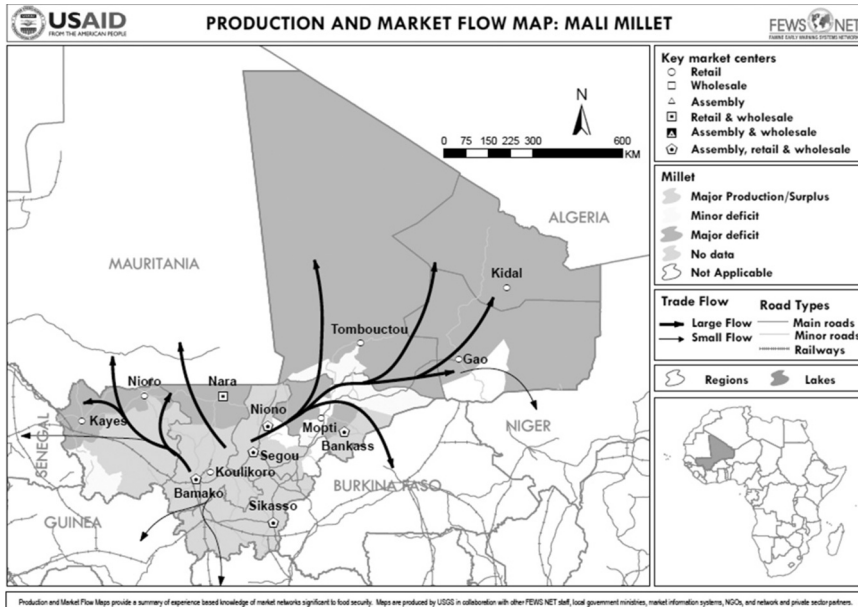 USAID
FROM THE AMERICAN PEOPLE
PRODUCTION AND MARKET FLOW MAP: MALI MILLET
FEWS NET
FAMINE EARLY WARNING SYSTEMS NETWORK
Key market centers
Retail
Wholesale
Assembly
Retail & wholesale
Assembly & wholesale
Assembly, retail & wholesale
Millet
Major Production/Surplus
Minor deficit
Major deficit
No data
Not Applicable
Trade Flow
Large Flow
Small Flow
Road Types
Main roads
Minor roads
Railways
Regions
Lakes
N
0 75 150 225 300 600
KM
ALGERIA
MAURITANIA
Kidal
Tombouctou
Gao
Nioro
Nara
Niono
Kayes
Mopti
Bankass
NIGER
SENEGAL
Segou
Koulikoro
Bamako
BURKINA FASO
Sikasso
GUINEA
Production and Market Flow Maps provide a summary of experience based knowledge of market networks significant to food security. Maps are produced by USGS in collaboration with other FEWS NET staff, local government ministries, market information systems, NGOs, and network and private sector partners.